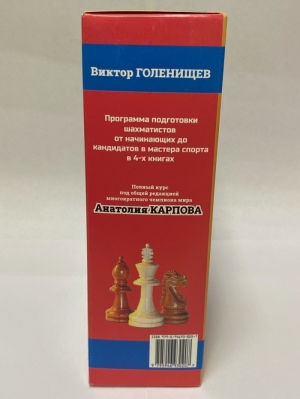 Виктор ГОЛЕНИЩЕВ
Программа подготовки
шахматистов
от начинающих до
кандидатов в мастера спорта
в 4-х книгах
Полный курс
под общей редакцией
многократного чемпиона мира
Анатолия КАРПОВА